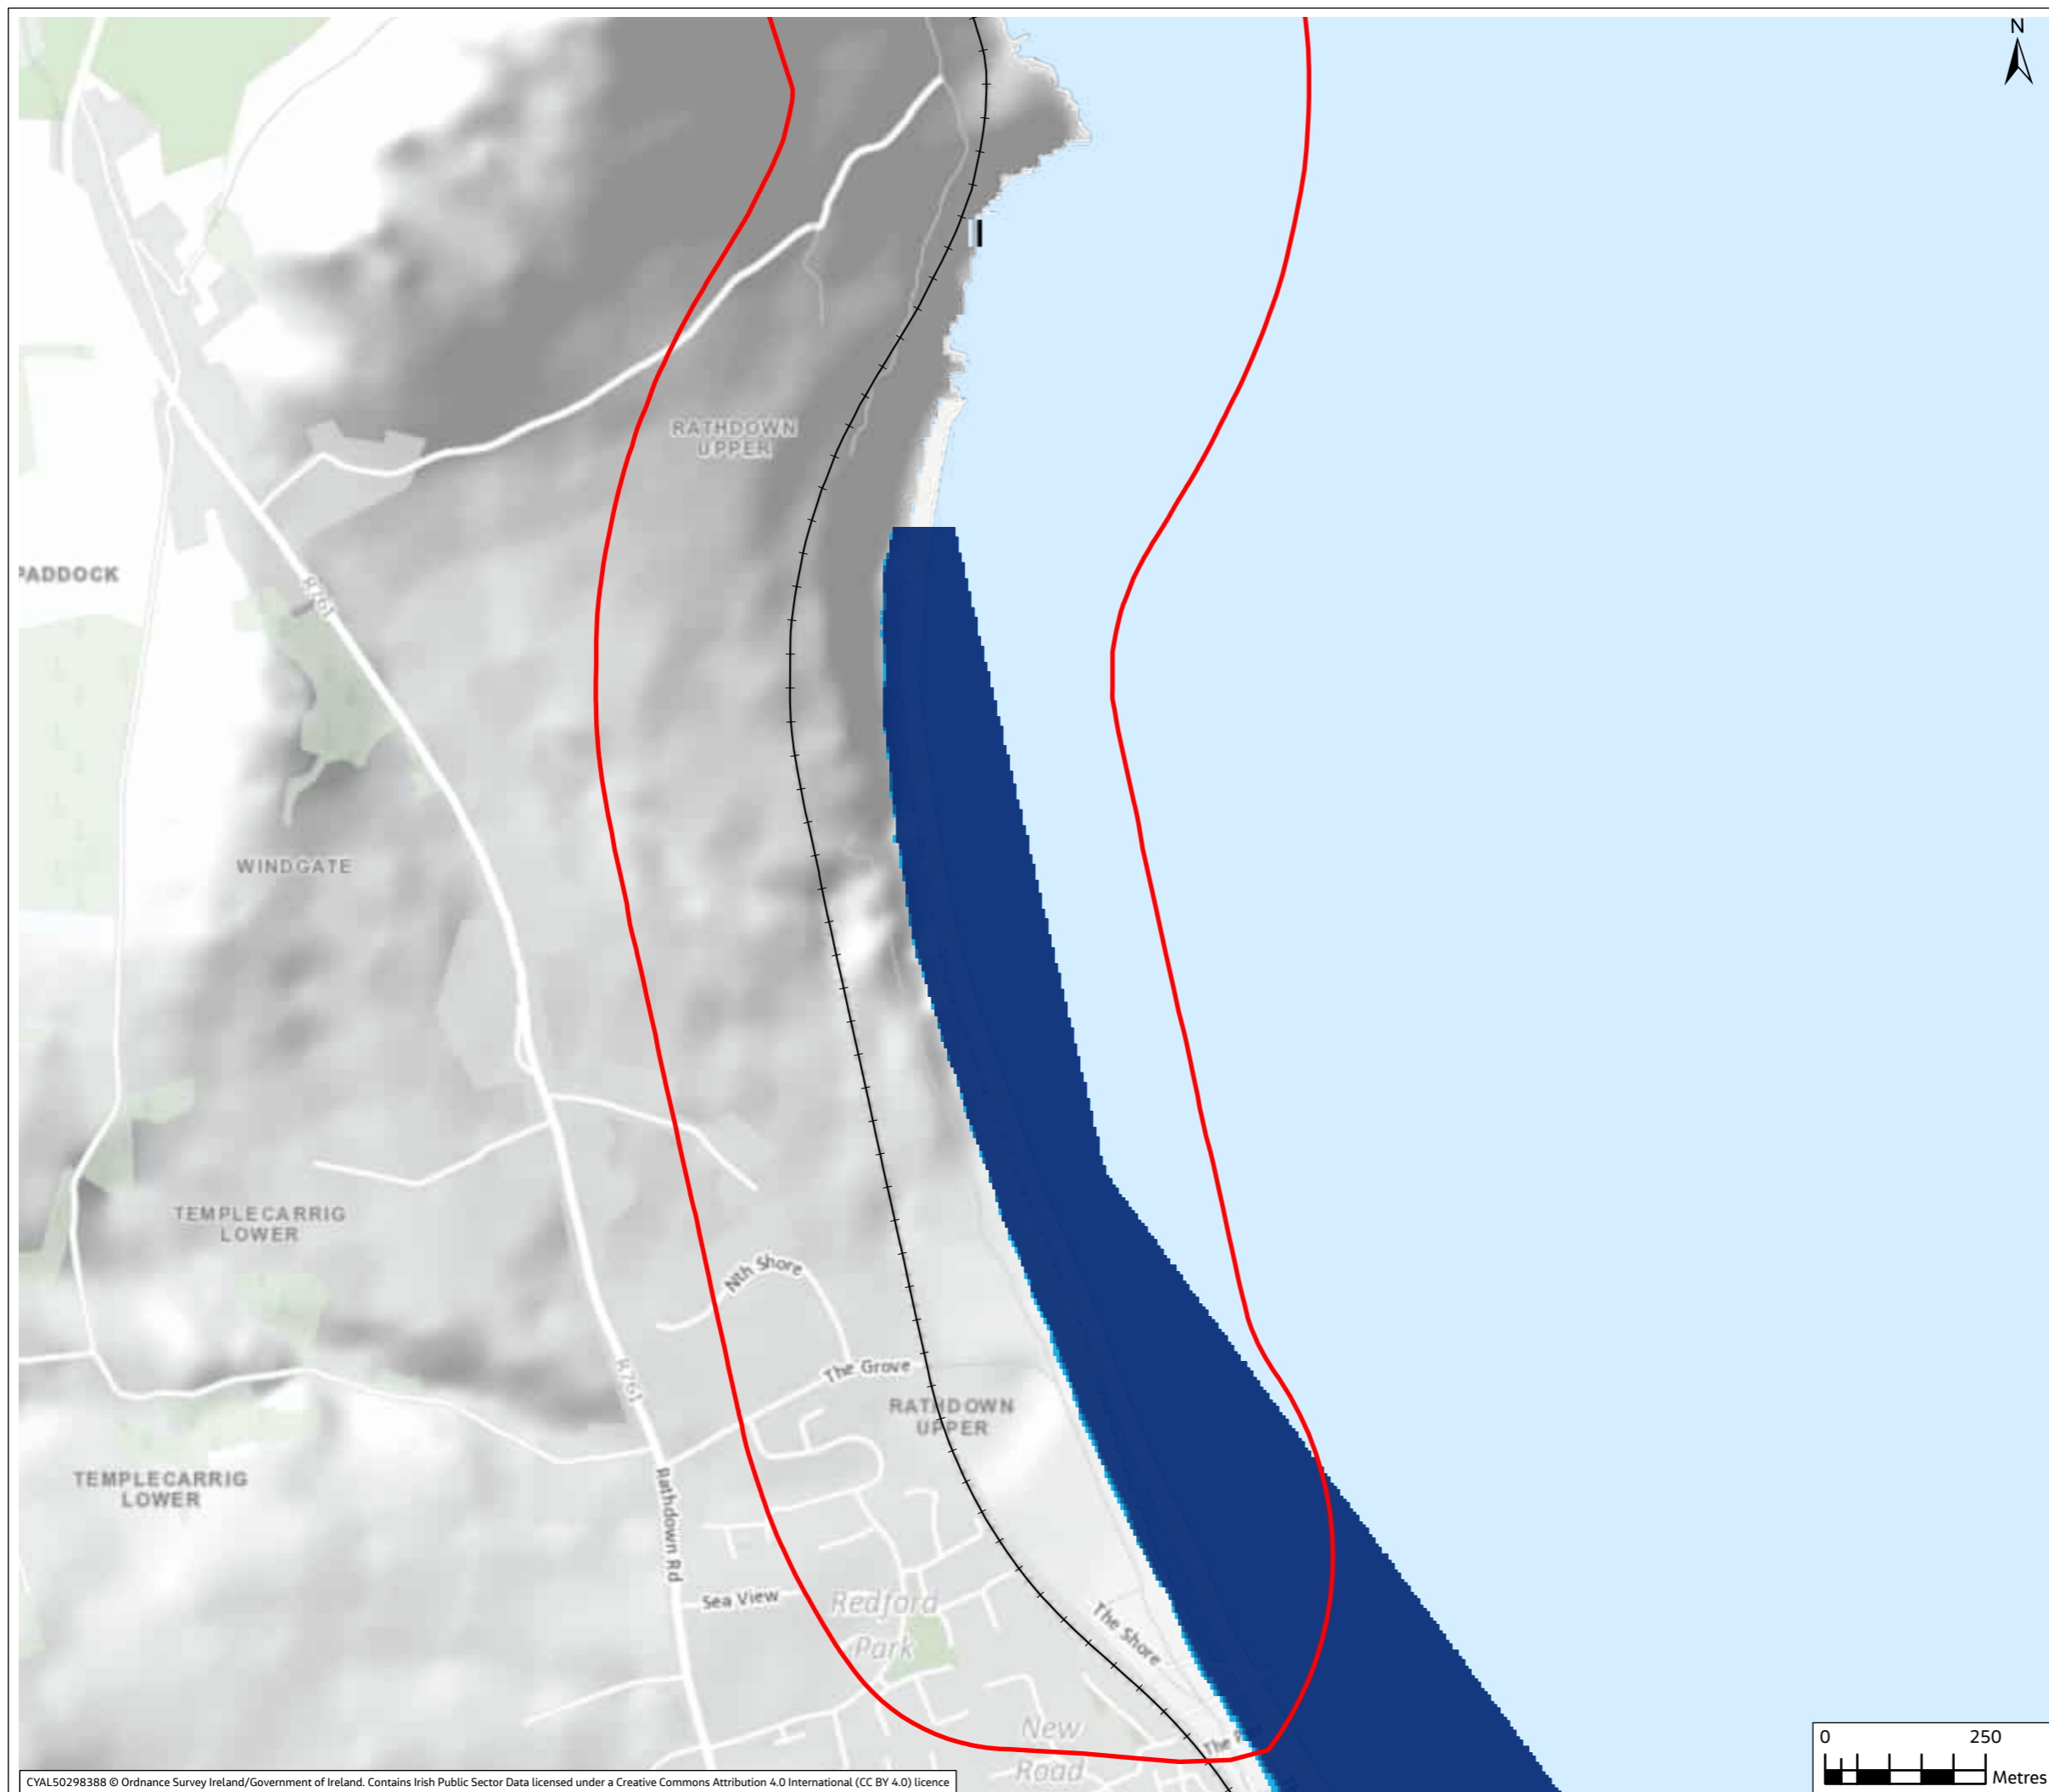 N
RATHDOWN
UPPER
PADDOCK
R761
WINDGATE
TEMPLECARRIG
LOWER
Nth Shore
The Grove
R761
RATHDOWN
UPPER
TEMPLECARRIG
LOWER
Rathdown Rd
Sea View
Redford
Park
The Shore
New
Road
The
0 250
Metres
CYAL50298388 © Ordnance Survey Ireland/Government of Ireland. Contains Irish Public Sector Data licensed under a Creative Commons Attribution 4.0 International (CC BY 4.0) licence